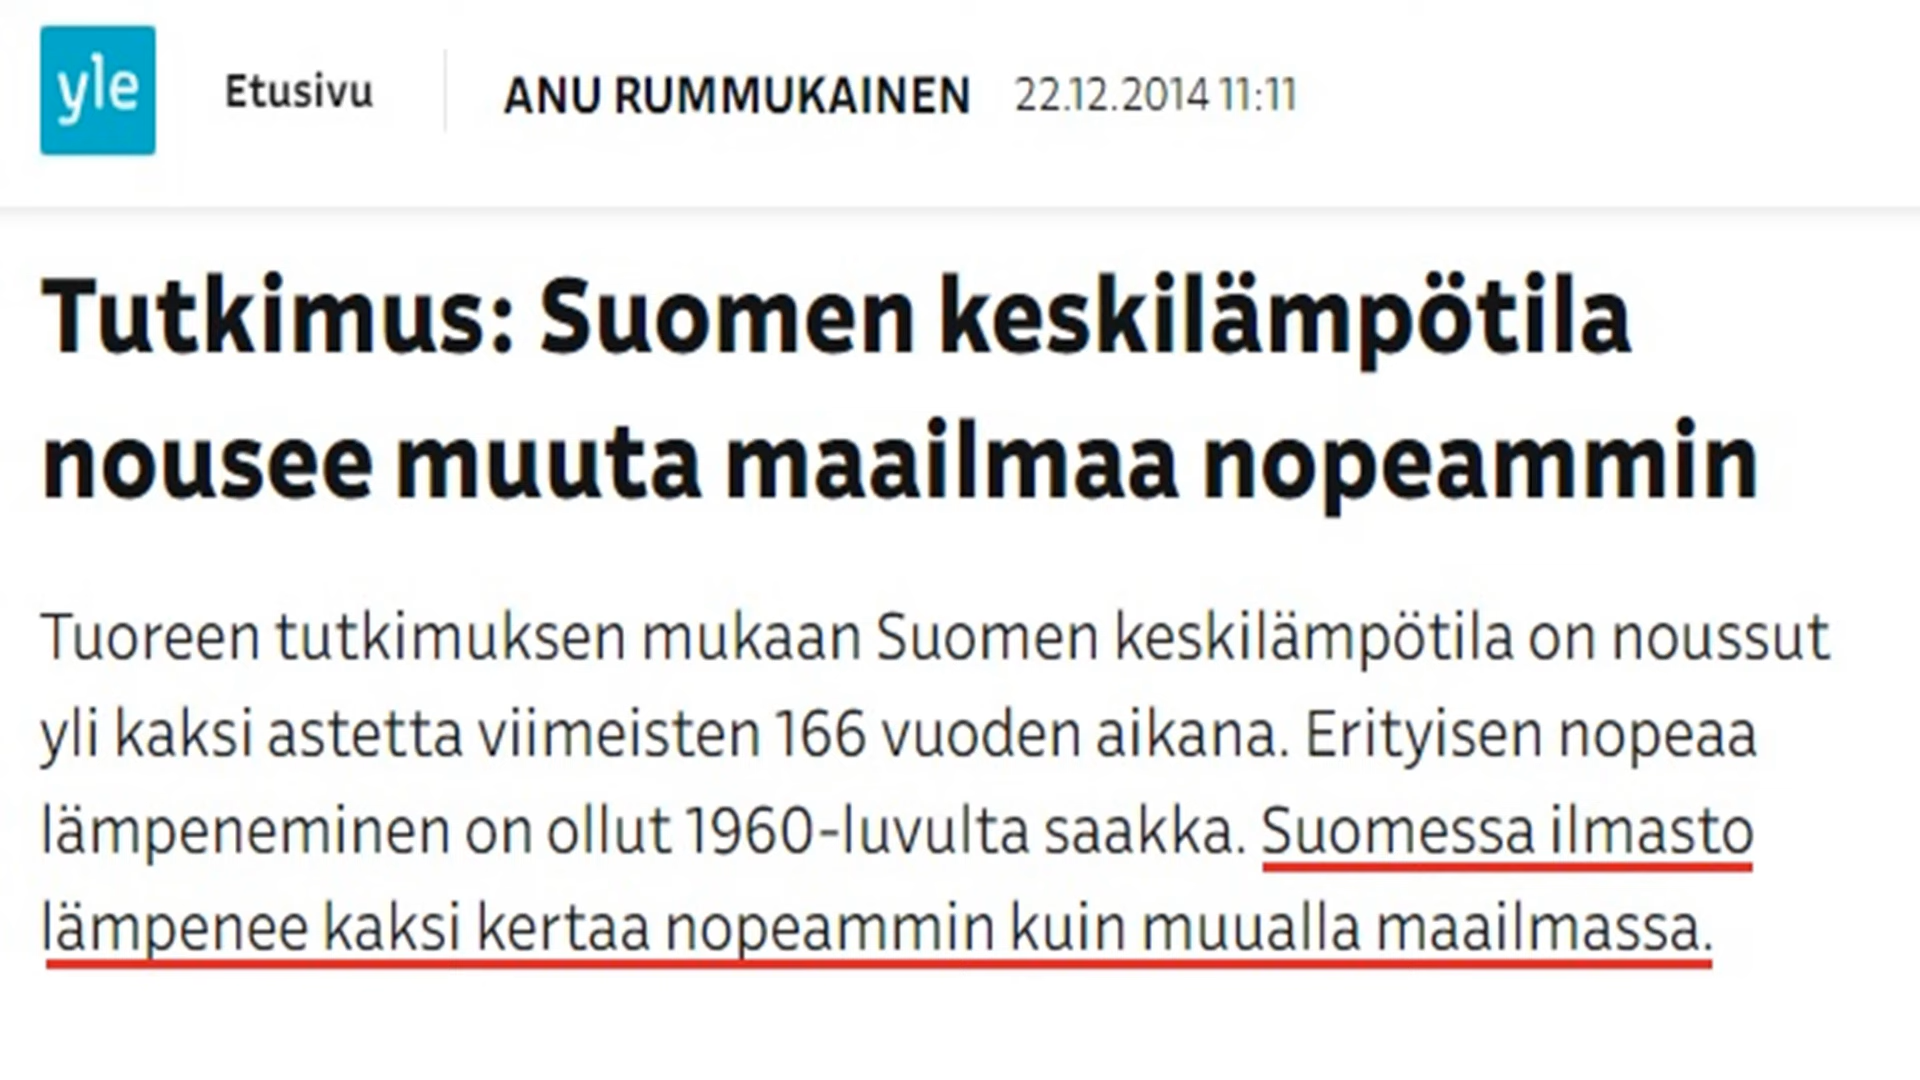 yle Etusivu ANU RUMMUKAINEN 22.12.2014 11:11
Tutkimus: Suomen keskilämpötila
nousee muuta maailmaa nopeammin
Tuoreen tutkimuksen mukaan Suomen keskilämpötila on noussut
yli kaksi astetta viimeisten 166 vuoden aikana. Erityisen nopeaa
lämpeneminen on ollut 1960-luvulta saakka. Suomessa ilmasto
lämpenee kaksi kertaa nopeammin kuin muualla maailmassa.